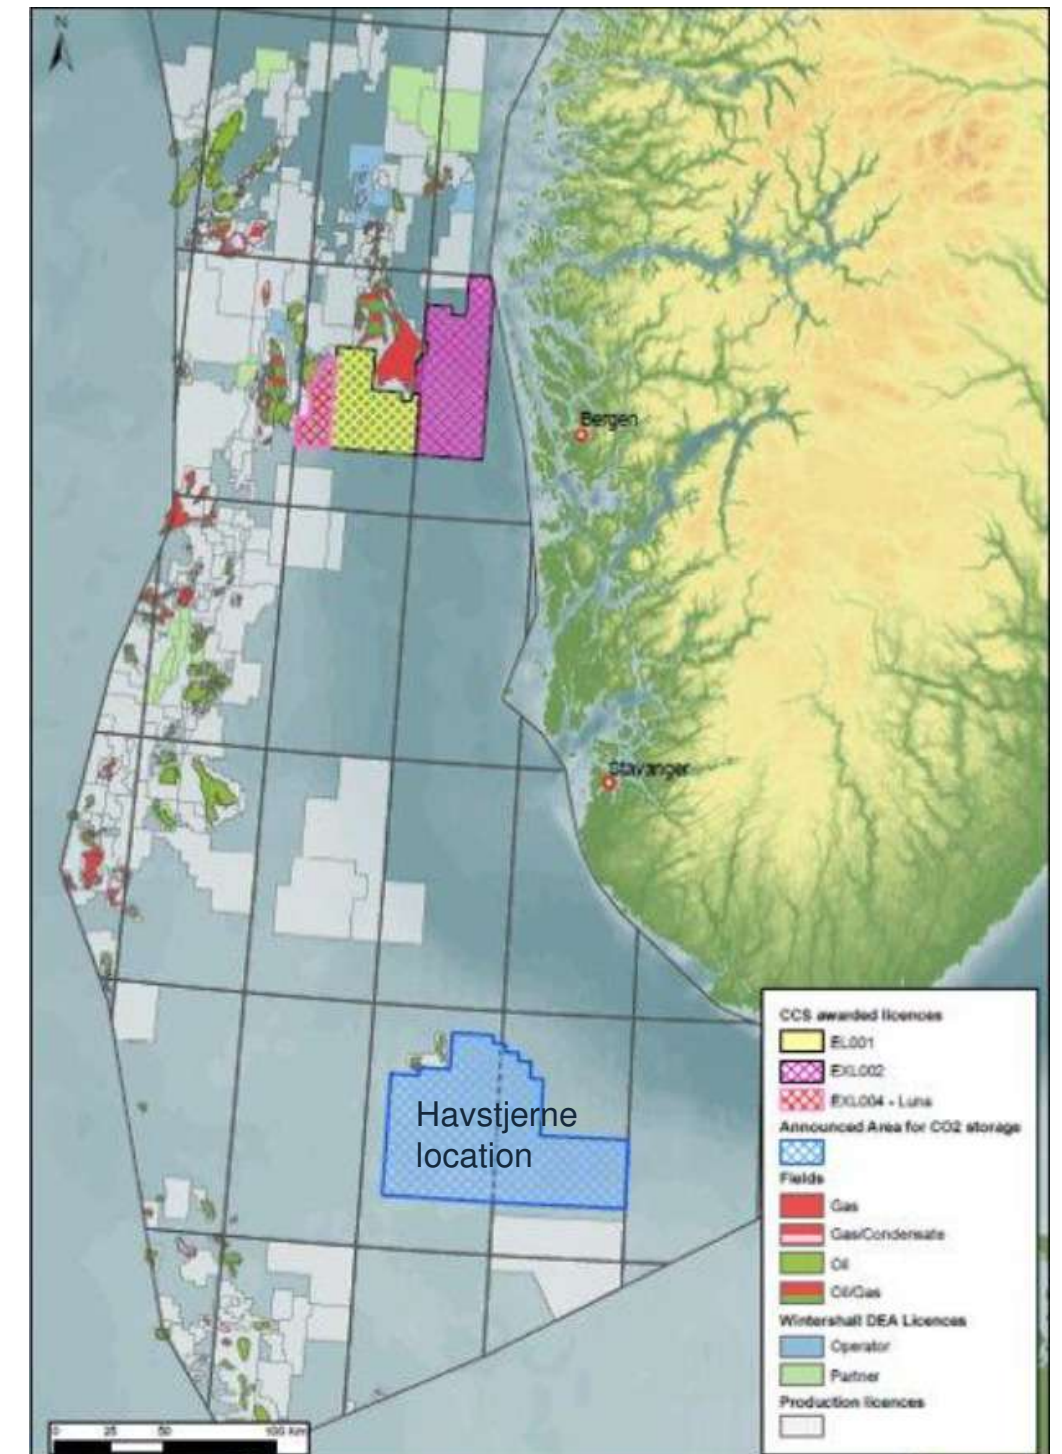 N
Bergen
Stavanger
Havstjerne
location
CCS awarded licences
EL001
EXL002
EXL004 - Luna
Announced Area for CO2 storage
Fields
Gas
Gas/Condensate
Oil
Oil/Gas
Wintershall DEA Licences
Operator
Partner
Production licences
0 25 50 100 km